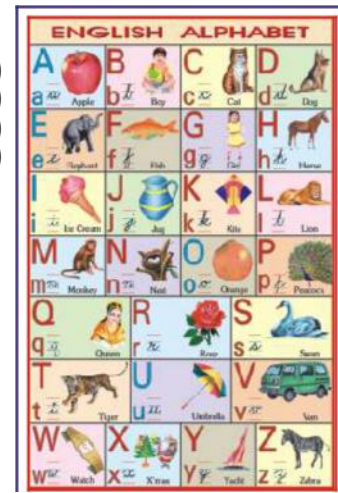 ENGLISH ALPHABET
A B C D
a Apple b Boy c Cat d Dog
E F G H
e Elephant f Fish g Girl h Horse
I J K L
i Ice Cream j Jug k Kite l Lion
M N O P
m Monkey n Nest o Orange p Peacock
Q R S
q Queen r Rose s Swan
T U V
t Tiger u Umbrella v Van
W X Y Z
w Watch x X'mas y Yacht z Zebra